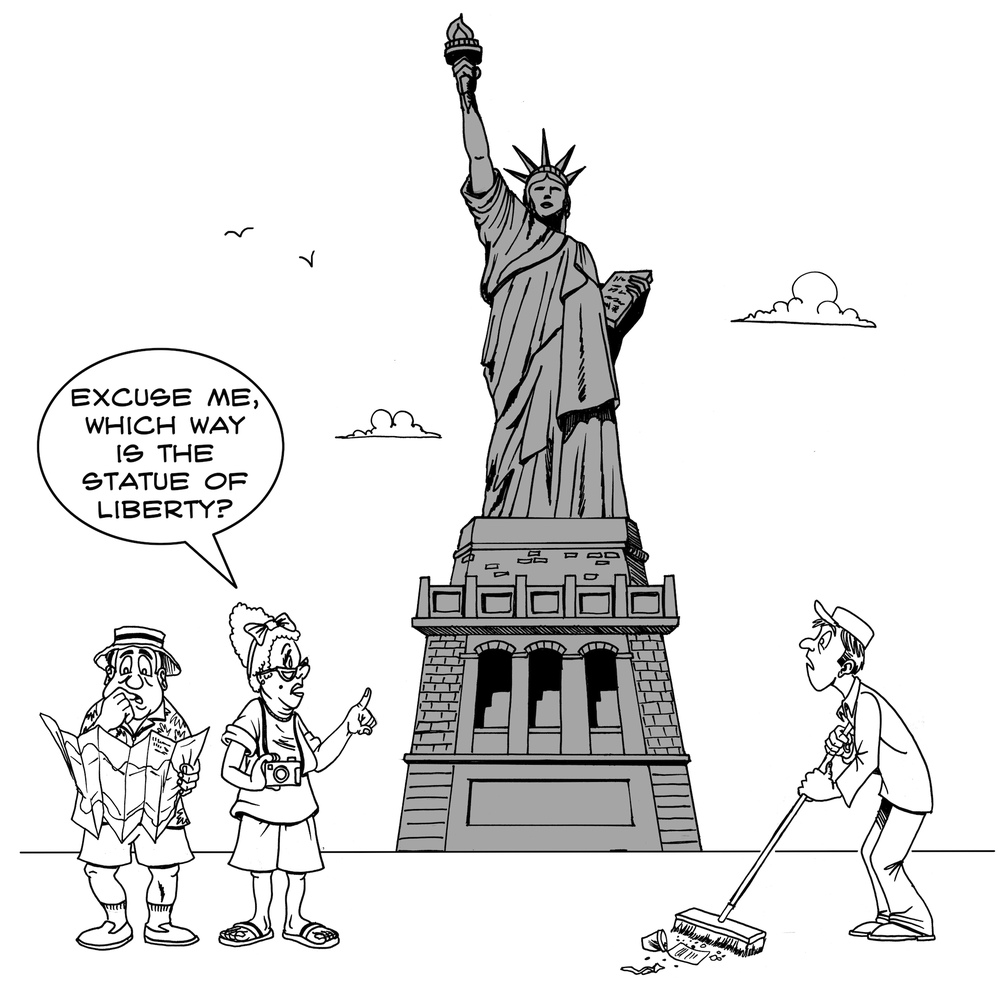 EXCUSE ME,
WHICH WAY
IS THE
STATUE OF
LIBERTY?